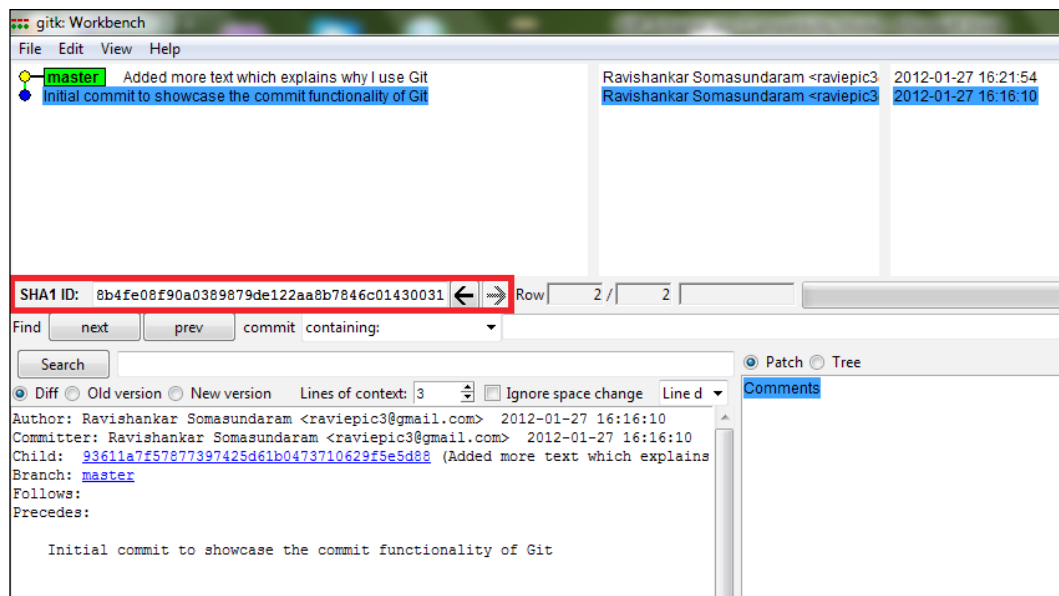 gitk: Workbench
File Edit View Help
master Added more text which explains why I use Git Ravishankar Somasundaram <raviepic3 2012-01-27 16:21:54
Initial commit to showcase the commit functionality of Git Ravishankar Somasundaram <raviepic3 2012-01-27 16:16:10
SHA1 ID: 8b4fe08f90a0389879de122aa8b7846c01430031 Row 2 / 2
Find next prev commit containing:
Search Patch Tree
Diff Old version New version Lines of context: 3 Ignore space change Line d
Comments
Author: Ravishankar Somasundaram <raviepic3@gmail.com> 2012-01-27 16:16:10
Committer: Ravishankar Somasundaram <raviepic3@gmail.com> 2012-01-27 16:16:10
Child: 93611a7f57877397425d61b0473710629f5e5d88 (Added more text which explains
Branch: master
Follows:
Precedes:
Initial commit to showcase the commit functionality of Git